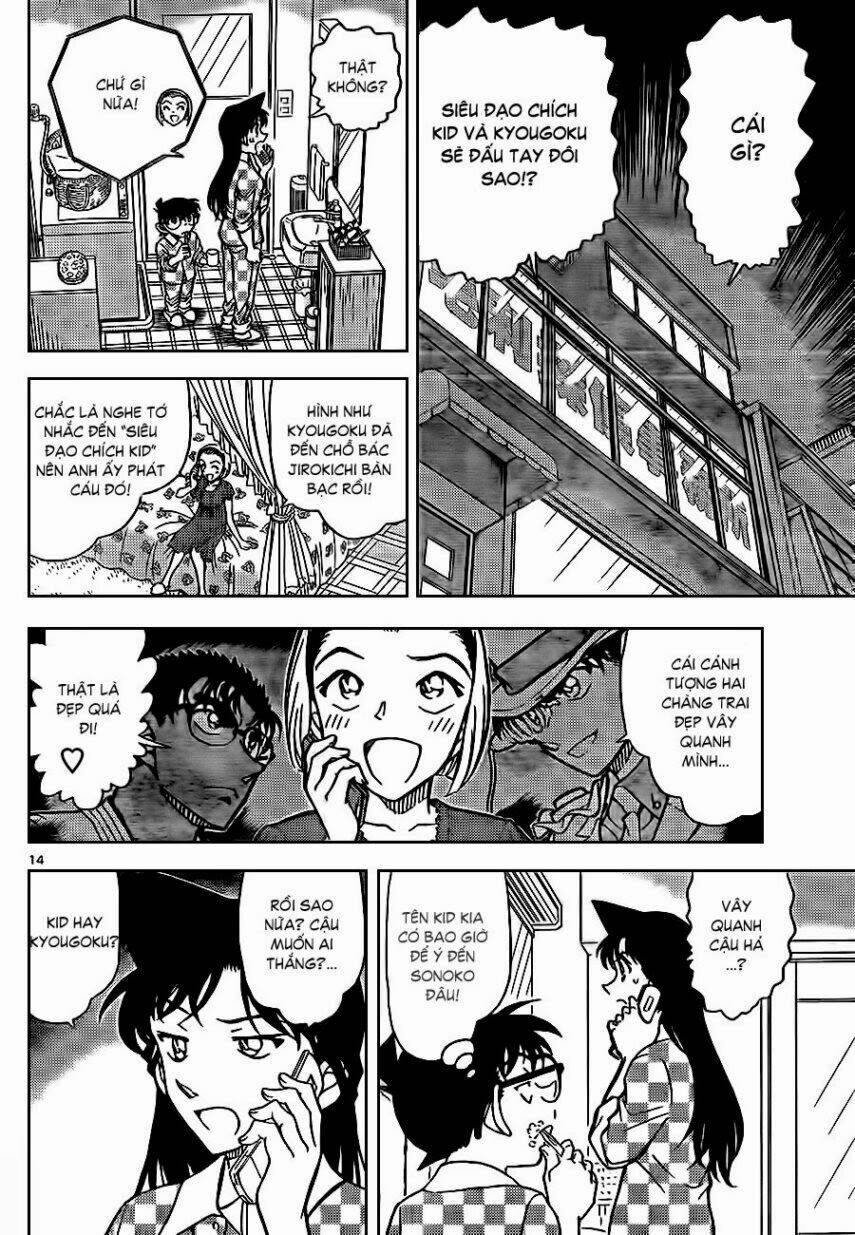 CÁI
GÌ?
SIÊU ĐẠO CHÍCH
KID VÀ KYOUGOKU
SẼ ĐẤU TAY ĐÔI
SAO!?
THẬT
KHÔNG?
CHỨ GÌ
NỮA!
HÌNH NHƯ
KYOUGOKU ĐÃ
ĐẾN CHỖ BÁC
JIROKICHI BÀN
BẠC RỒI!
CHẮC LÀ NGHE TỚ
NHẮC ĐẾN "SIÊU
ĐẠO CHÍCH KID"
NÊN ANH ẤY PHÁT
CÁU ĐÓ!
CÁI CẢNH
TƯỢNG HAI
CHÀNG TRAI
ĐẸP VÂY
QUANH
MÌNH...
THẬT LÀ
ĐẸP QUÁ
ĐI!
♡
14
VÂY
QUANH
CẬU HẢ
...?
TÊN KID KIA
CÓ BAO GIỜ
ĐỂ Ý ĐẾN
SONOKO
ĐÂU!
RỒI SAO
NỮA? CẬU
MUỐN AI
THẮNG?...
KID HAY
KYOUGOKU?